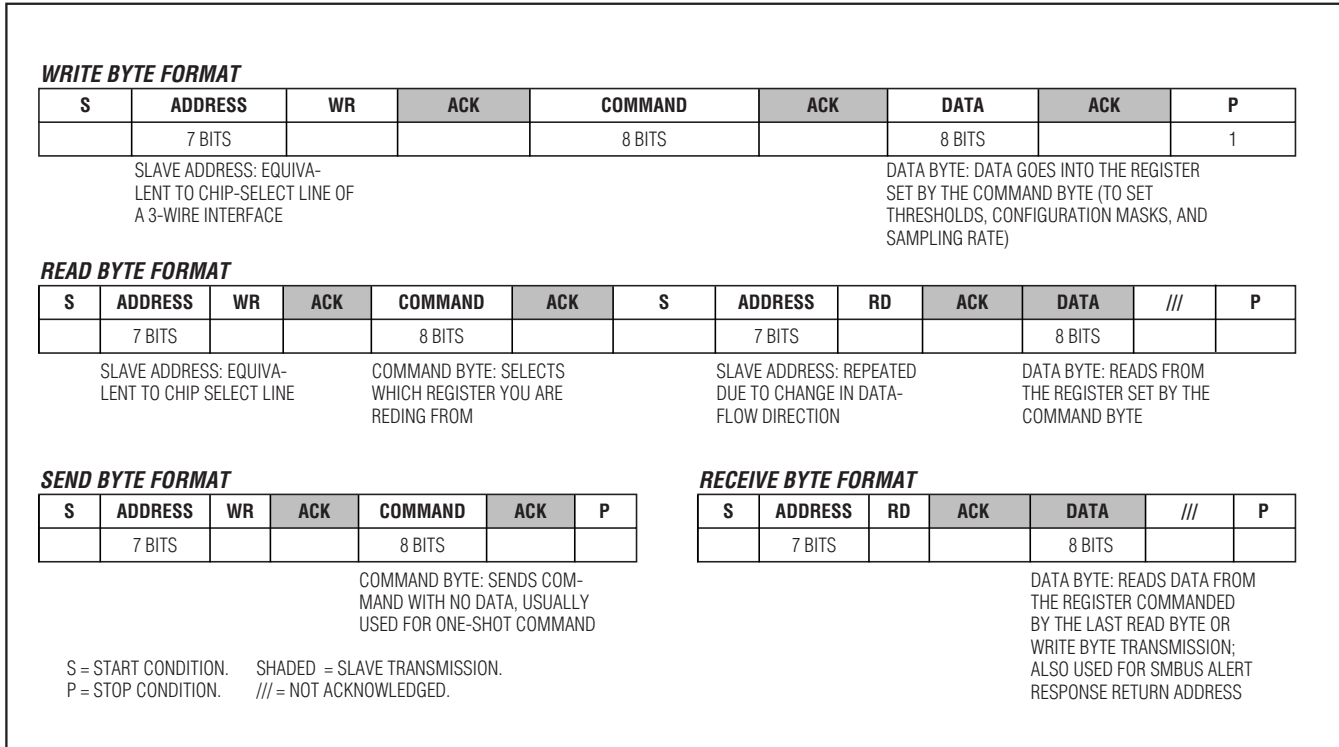 WRITE BYTE FORMAT
S ADDRESS WR ACK COMMAND ACK DATA ACK P
7 BITS 8 BITS 8 BITS 1
SLAVE ADDRESS: EQUIVA-
LENT TO CHIP-SELECT LINE OF
A 3-WIRE INTERFACE
DATA BYTE: DATA GOES INTO THE REGISTER
SET BY THE COMMAND BYTE (TO SET
THRESHOLDS, CONFIGURATION MASKS, AND
SAMPLING RATE)
READ BYTE FORMAT
S ADDRESS WR ACK COMMAND ACK S ADDRESS RD ACK DATA /// P
7 BITS 8 BITS 7 BITS 8 BITS
SLAVE ADDRESS: EQUIVA-
LENT TO CHIP SELECT LINE
COMMAND BYTE: SELECTS
WHICH REGISTER YOU ARE
REDING FROM
SLAVE ADDRESS: REPEATED
DUE TO CHANGE IN DATA-
FLOW DIRECTION
DATA BYTE: READS FROM
THE REGISTER SET BY THE
COMMAND BYTE
SEND BYTE FORMAT
S ADDRESS WR ACK COMMAND ACK P
7 BITS 8 BITS
COMMAND BYTE: SENDS COM-
MAND WITH NO DATA, USUALLY
USED FOR ONE-SHOT COMMAND
RECEIVE BYTE FORMAT
S ADDRESS RD ACK DATA /// P
7 BITS 8 BITS
DATA BYTE: READS DATA FROM
THE REGISTER COMMANDED
BY THE LAST READ BYTE OR
WRITE BYTE TRANSMISSION;
ALSO USED FOR SMBUS ALERT
RESPONSE RETURN ADDRESS
S = START CONDITION. SHADED = SLAVE TRANSMISSION.
P = STOP CONDITION. /// = NOT ACKNOWLEDGED.